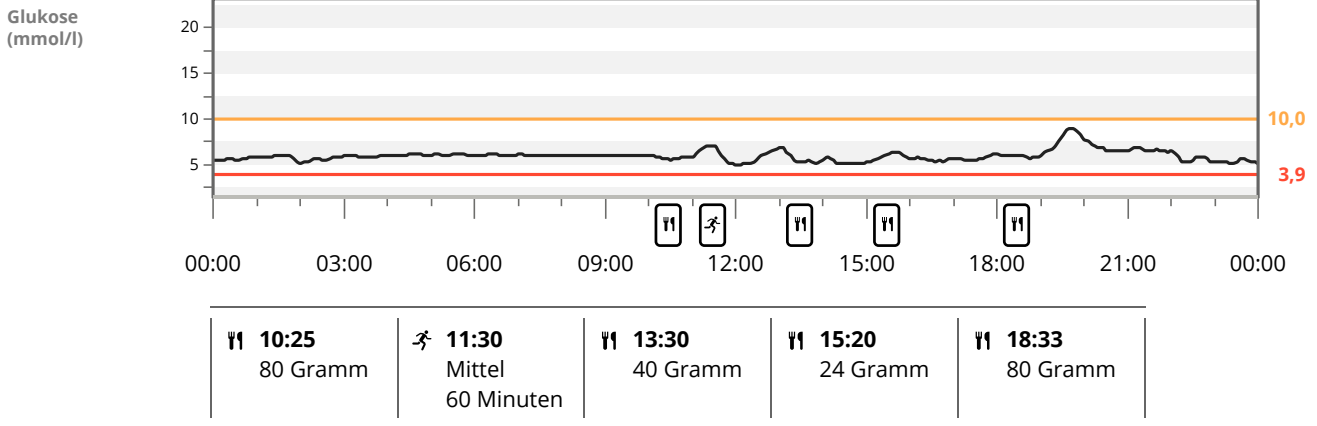 Glukose
(mmol/l)
20
15
10
5
10,0
3,9
00:00 03:00 06:00 09:00 12:00 15:00 18:00 21:00 00:00
10:25
80 Gramm
11:30
Mittel
60 Minuten
13:30
40 Gramm
15:20
24 Gramm
18:33
80 Gramm